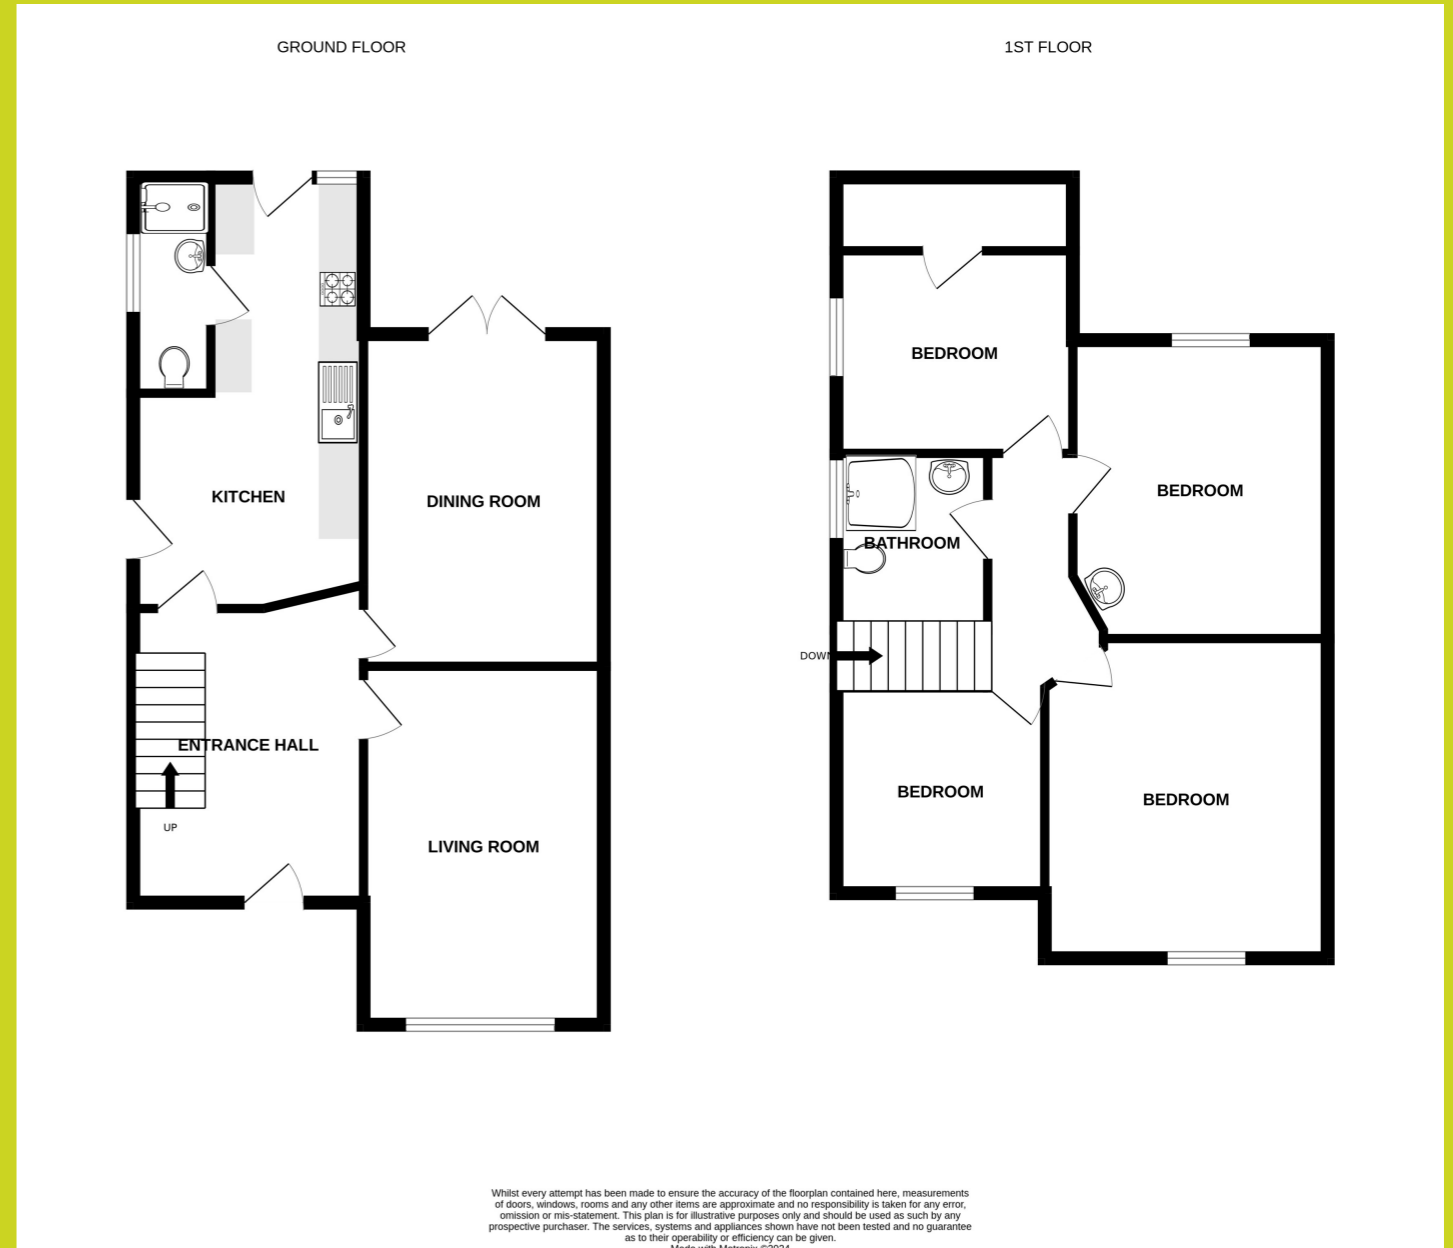 GROUND FLOOR
1ST FLOOR
KITCHEN
DINING ROOM
ENTRANCE HALL
UP
LIVING ROOM
BEDROOM
BEDROOM
BATHROOM
DOWN
BEDROOM
BEDROOM
Whilst every attempt has been made to ensure the accuracy of the floorplan contained here, measurements
of doors, windows, rooms and any other items are approximate and no responsibility is taken for any error,
omission or mis-statement. This plan is for illustrative purposes only and should be used as such by any
prospective purchaser. The services, systems and appliances shown have not been tested and no guarantee
as to their operability or efficiency can be given.
Made with Metropix ©2024